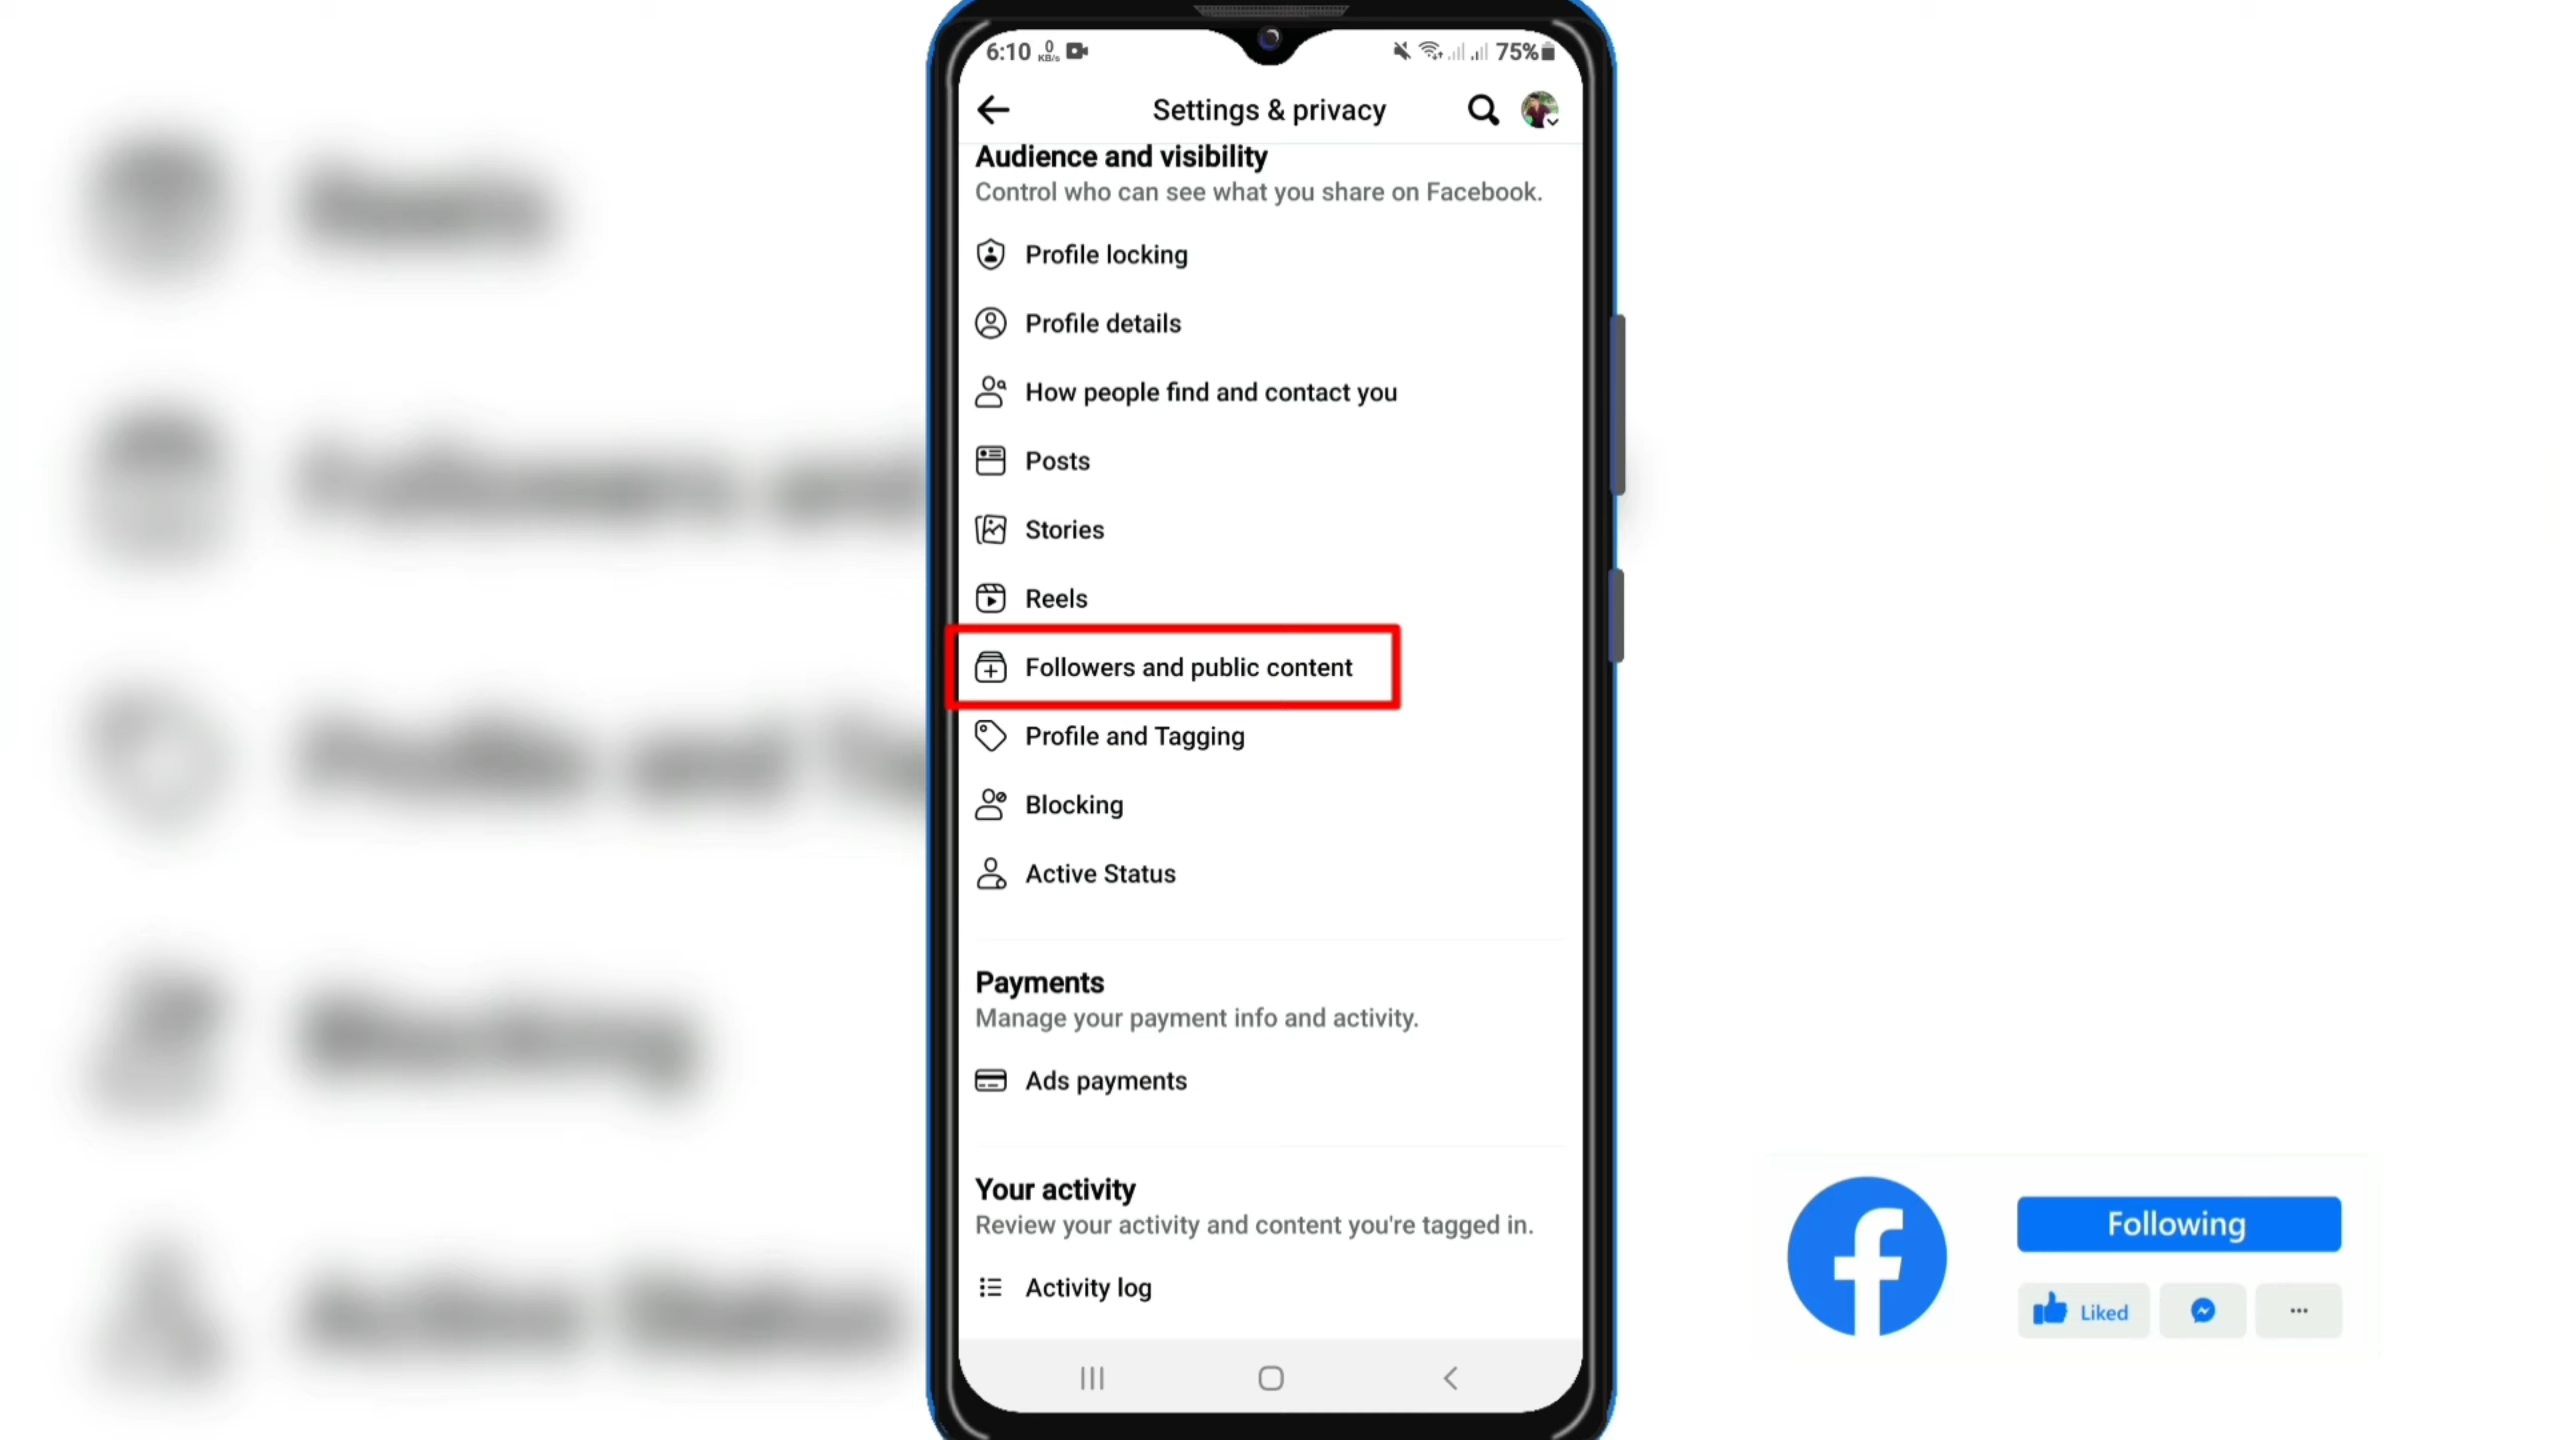 6:10 0 KB/s 75%
Settings & privacy
Audience and visibility
Control who can see what you share on Facebook.
Profile locking
Profile details
How people find and contact you
Posts
Stories
Reels
Followers and public content
Profile and Tagging
Blocking
Active Status
Payments
Manage your payment info and activity.
Ads payments
Your activity
Review your activity and content you're tagged in.
Activity log
Following
Liked